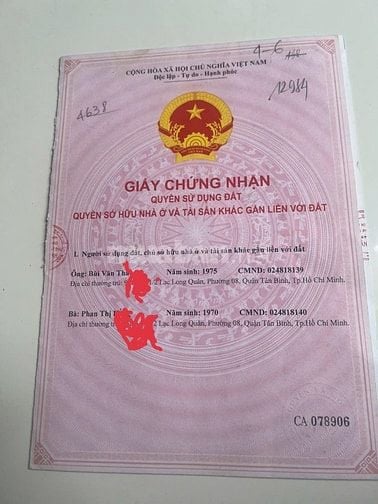 4-6
CỘNG HÒA XÃ HỘI CHỦ NGHĨA VIỆT NAM
Độc lập - Tự do - Hạnh phúc
4638
12984
GIẤY CHỨNG NHẬN
QUYỀN SỬ DỤNG ĐẤT
QUYỀN SỞ HỮU NHÀ Ở VÀ TÀI SẢN KHÁC GẮN LIỀN VỚI ĐẤT
I. Người sử dụng đất, chủ sở hữu nhà ở và tài sản khác gắn liền với đất
Ông: Bùi Văn Năm sinh: 1975 CMND: 024818139
Địa chỉ thường trú: Lạc Long Quân, Phường 08, Quận Tân Bình, Tp.Hồ Chí Minh.
Bà: Phan Thị Năm sinh: 1970 CMND: 024818140
Địa chỉ thường Lạc Long Quân, Phường 08, Quận Tân Bình, Tp.Hồ Chí Minh.
CA 078906